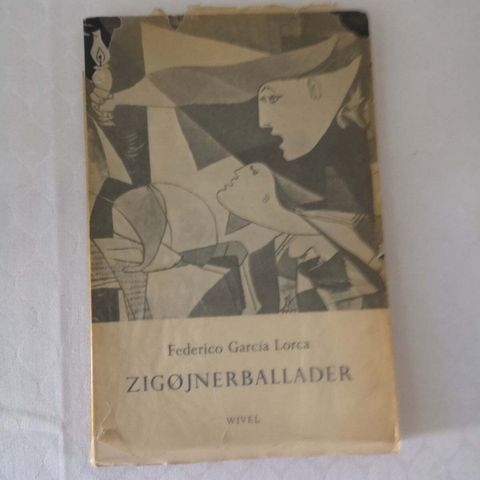 Federico García Lorca
ZIGØJNERBALLADER
WIVEL